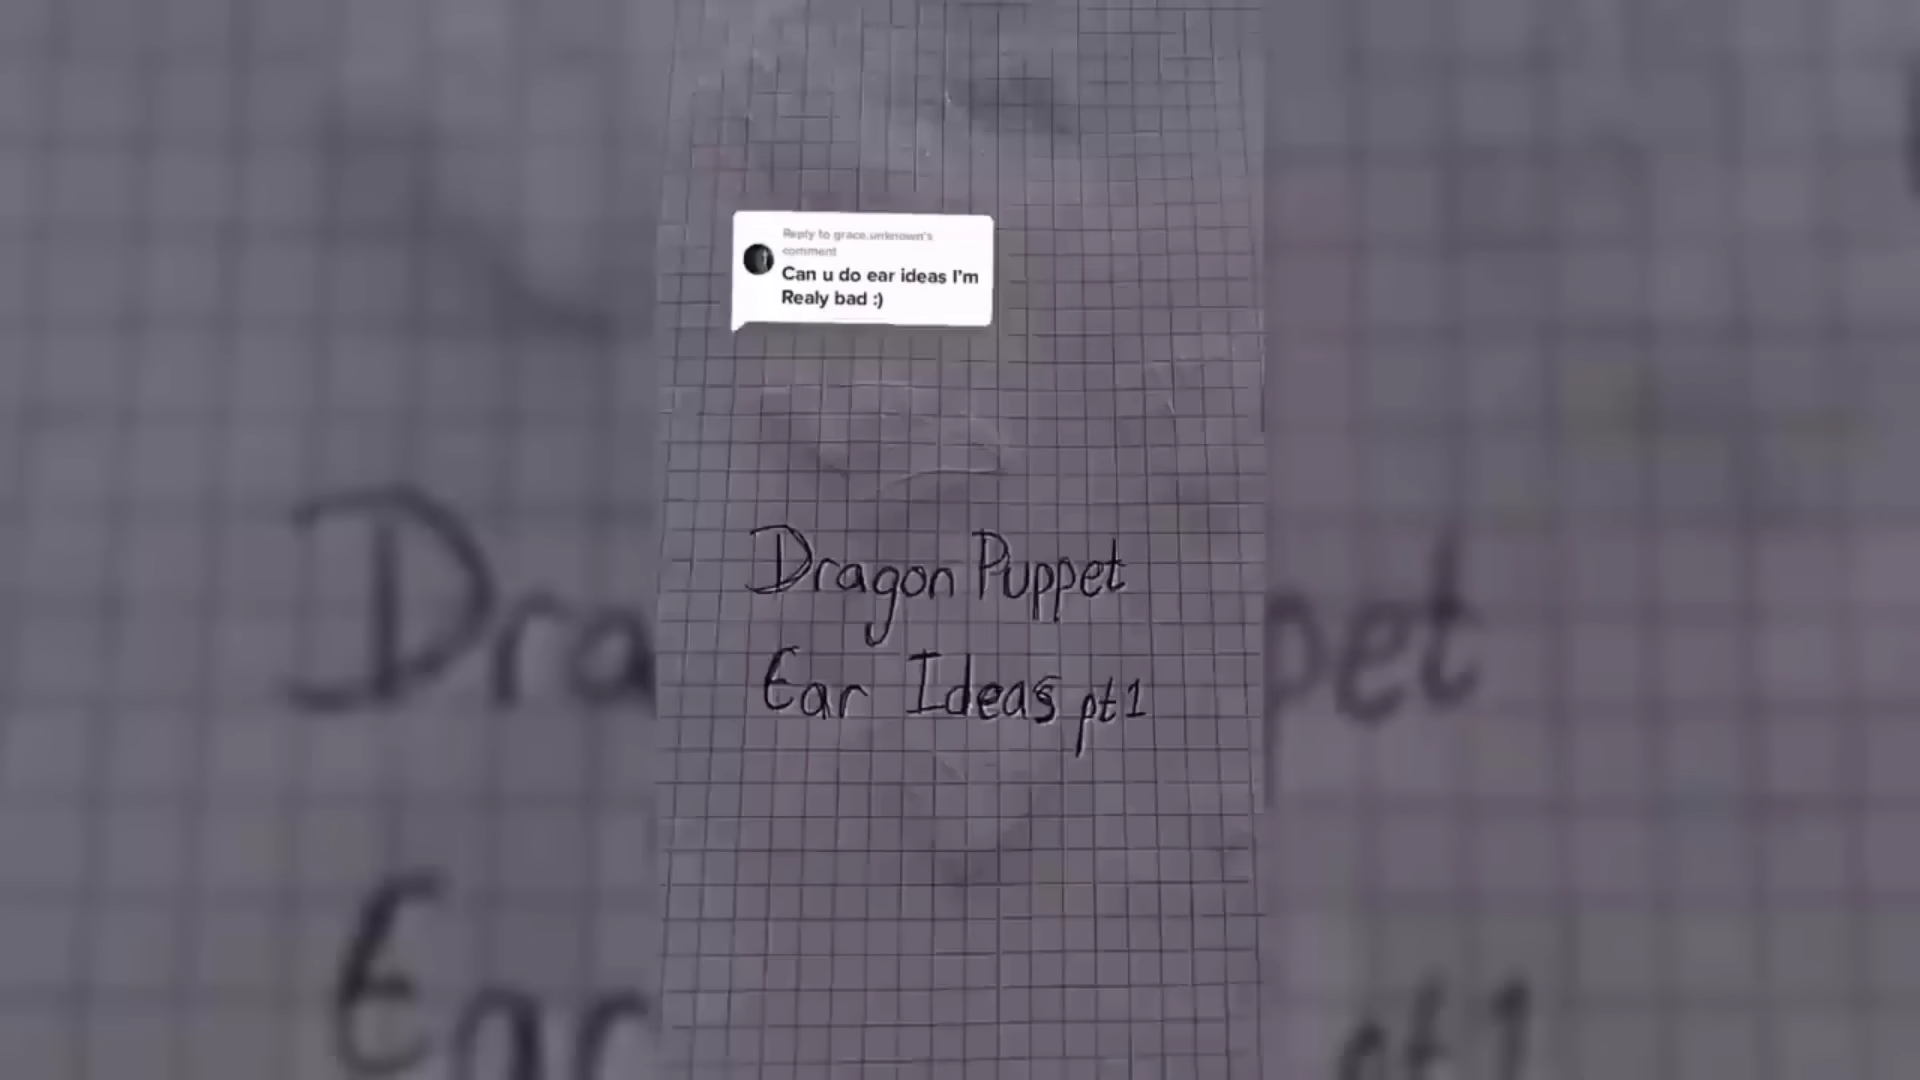 Reply to grace.unknown's
comment
Can u do ear ideas I'm
Realy bad :)
Dragon Puppet
Ear Ideas pt1